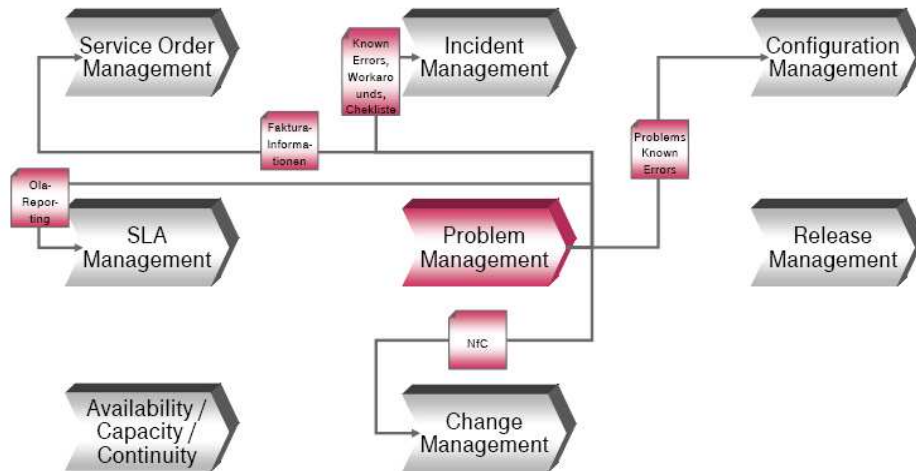 Service Order
Management
Known
Errors,
Workaro
unds,
Chekliste
Incident
Management
Configuration
Management
Faktura-
Informa-
tionen
Problems
Known
Errors
Ola-
Repor-
ting
SLA
Management
Problem
Management
Release
Management
NfC
Availability /
Capacity /
Continuity
Change
Management